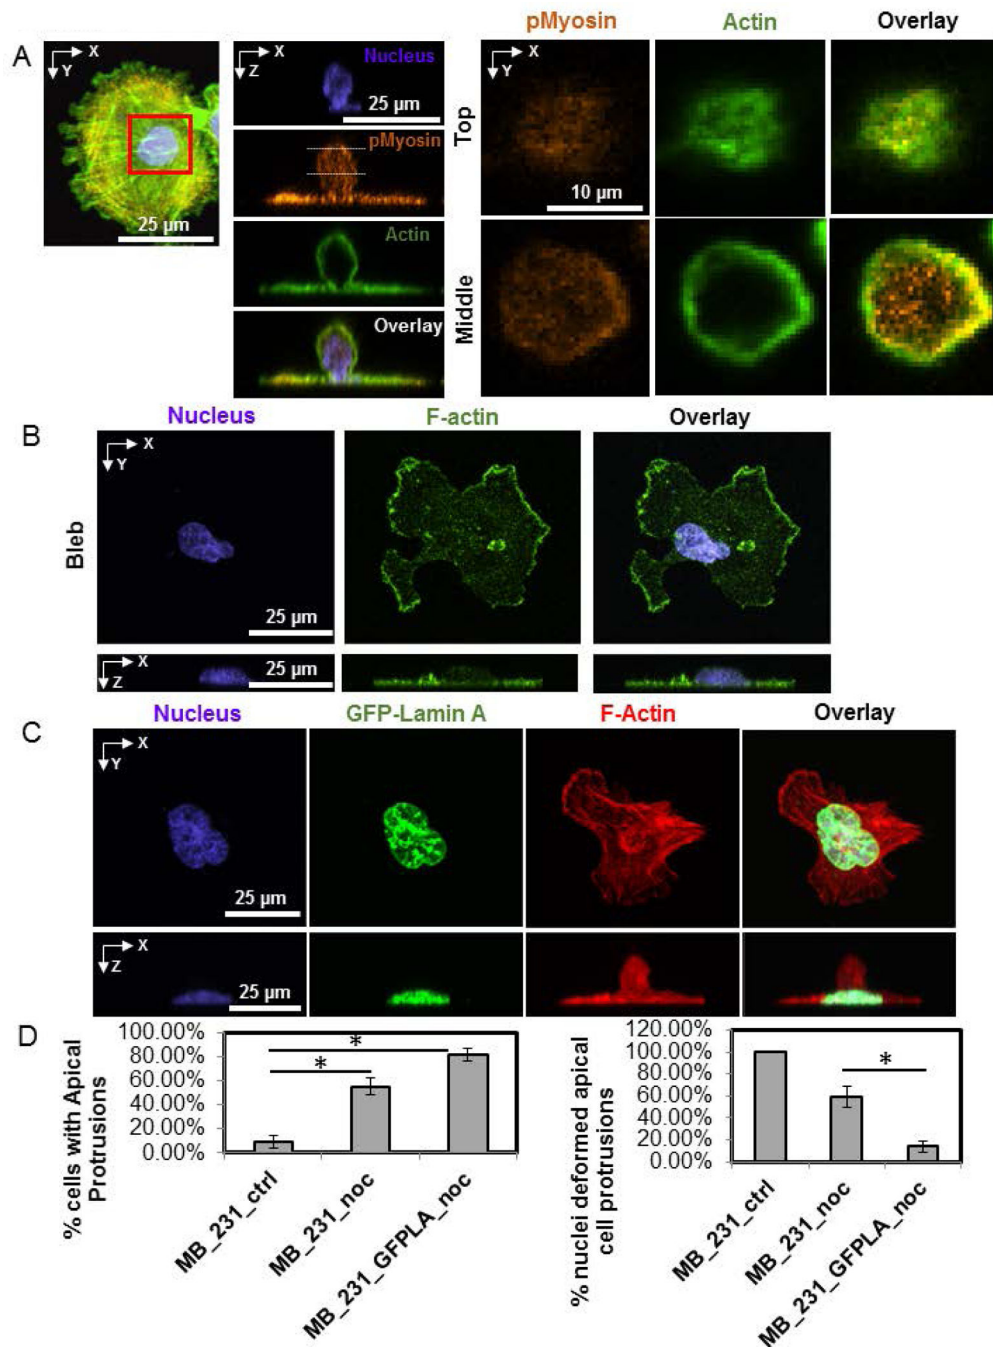 A
X
Y
25 µm
X
Z
Nucleus
25 µm
pMyosin
Actin
Overlay
pMyosin
Actin
Overlay
Top
X
Y
10 µm
Middle
B
Nucleus
F-actin
Overlay
Bleb
X
Y
25 µm
X
Z
25 µm
C
Nucleus
GFP-Lamin A
F-Actin
Overlay
X
Y
25 µm
X
Z
25 µm
D
% cells with Apical
Protrusions
100.00%
80.00%
60.00%
40.00%
20.00%
0.00%
*
*
MB_231_ctrl
MB_231_noc
MB_231_GFPLA_noc
% nuclei deformed apical
cell protrusions
120.00%
100.00%
80.00%
60.00%
40.00%
20.00%
0.00%
*
MB_231_ctrl
MB_231_noc
MB_231_GFPLA_noc